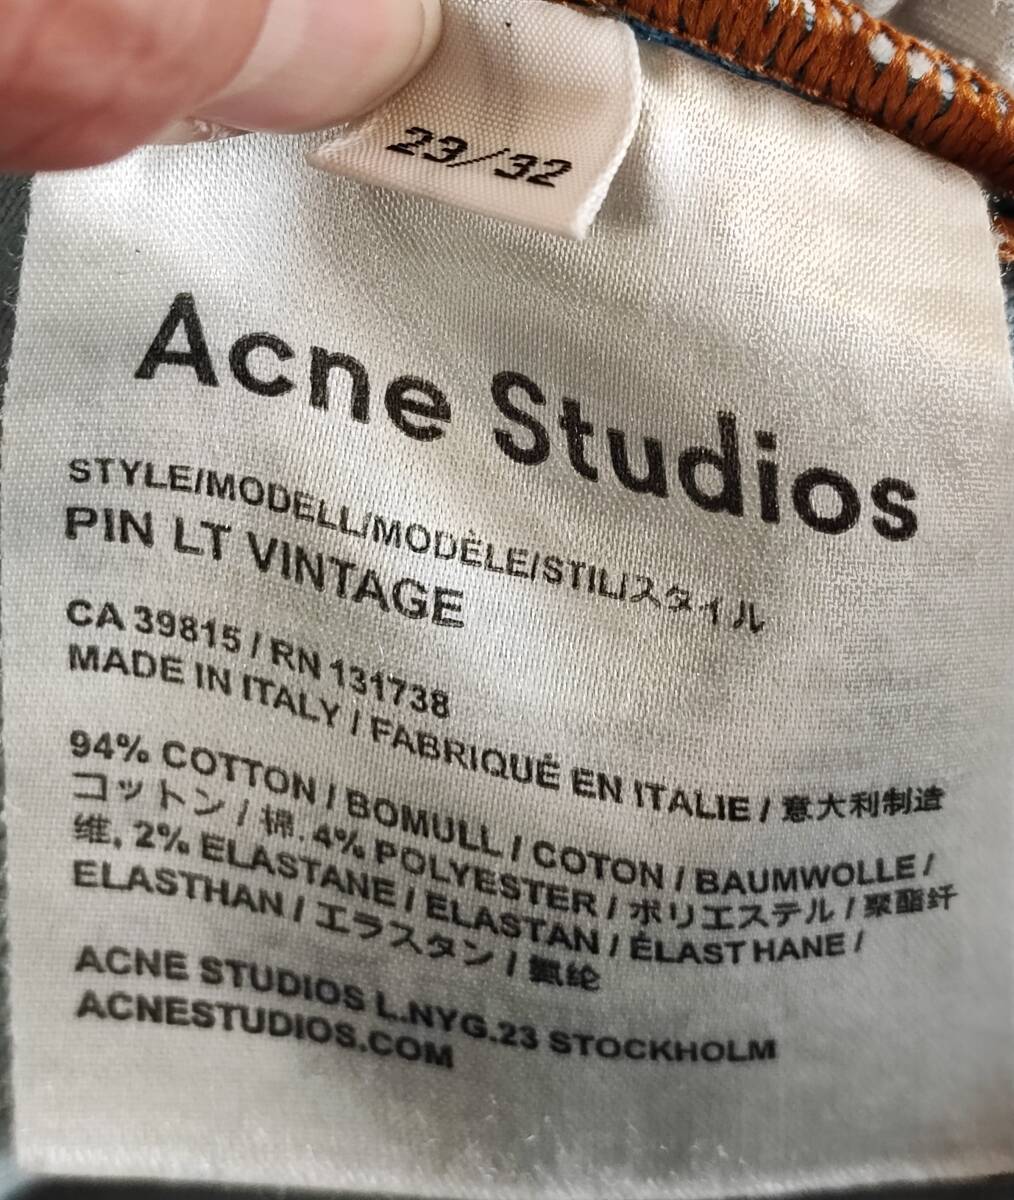 23/32
Acne Studios
STYLE/MODELL/MODÈLE/STIL/スタイル
PIN LT VINTAGE
CA 39815 / RN 131738
MADE IN ITALY / FABRIQUÉ EN ITALIE / 意大利制造
94% COTTON / BOMULL / COTON / BAUMWOLLE /
コットン / 棉. 4% POLYESTER / ポリエステル / 聚酯纤
维, 2% ELASTANE / ELASTAN / ÉLASTHANE /
ELASTHAN / エラスタン / 氨纶
ACNE STUDIOS L.NYG.23 STOCKHOLM
ACNESTUDIOS.COM